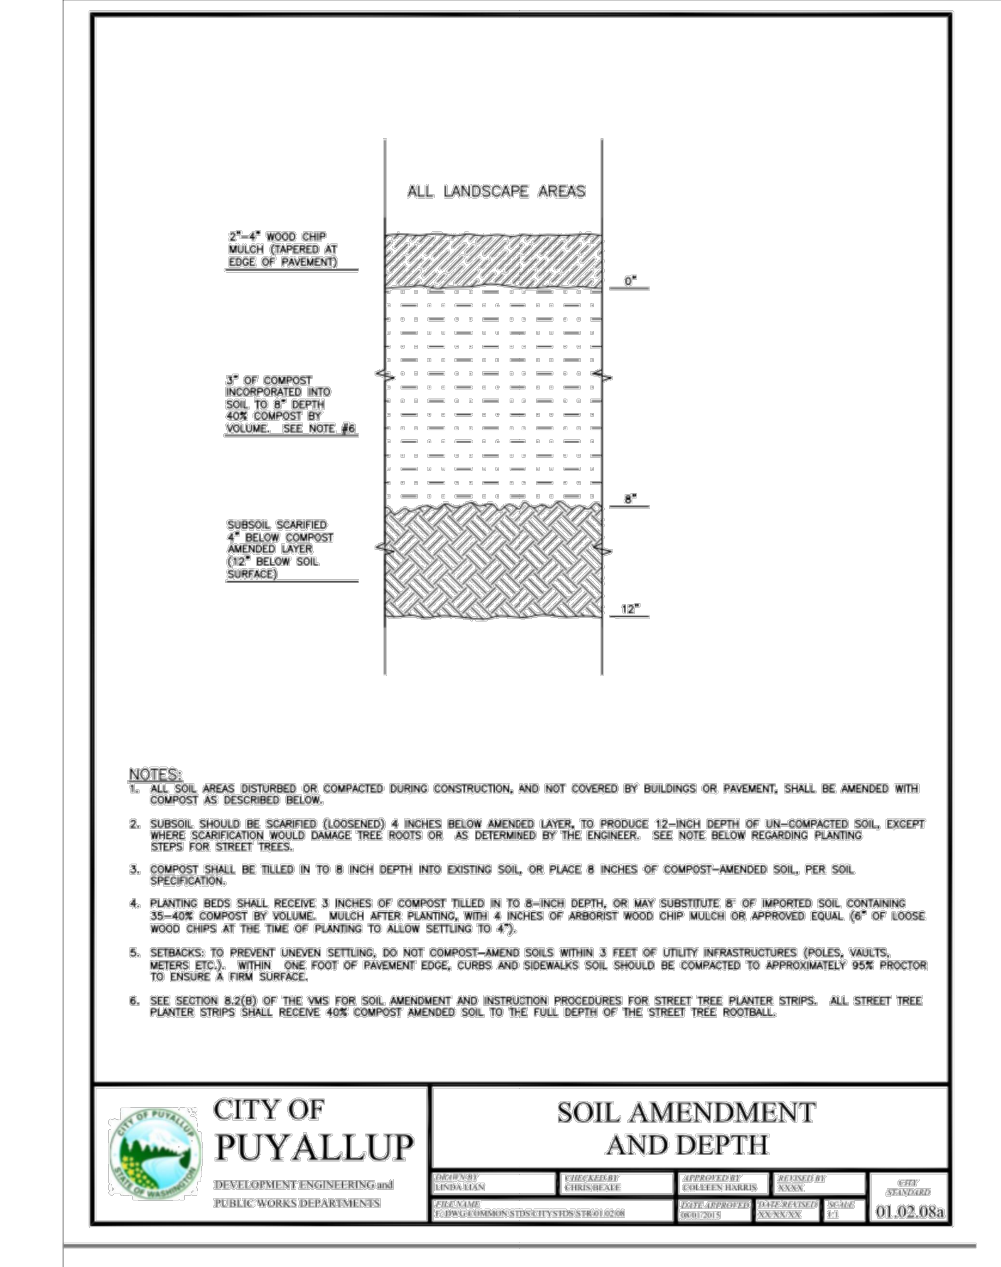 ALL LANDSCAPE AREAS
2"-4" WOOD CHIP
MULCH (TAPERED AT
EDGE OF PAVEMENT)
0"
3" OF COMPOST
INCORPORATED INTO
SOIL TO 8" DEPTH
40% COMPOST BY
VOLUME. SEE NOTE #6
8"
SUBSOIL SCARIFIED
4" BELOW COMPOST
AMENDED LAYER
(12" BELOW SOIL
SURFACE)
12"
NOTES:
1. ALL SOIL AREAS DISTURBED OR COMPACTED DURING CONSTRUCTION, AND NOT COVERED BY BUILDINGS OR PAVEMENT, SHALL BE AMENDED WITH
COMPOST AS DESCRIBED BELOW.
2. SUBSOIL SHOULD BE SCARIFIED (LOOSENED) 4 INCHES BELOW AMENDED LAYER, TO PRODUCE 12-INCH DEPTH OF UN-COMPACTED SOIL, EXCEPT
WHERE SCARIFICATION WOULD DAMAGE TREE ROOTS OR AS DETERMINED BY THE ENGINEER. SEE NOTE BELOW REGARDING PLANTING
STEPS FOR STREET TREES.
3. COMPOST SHALL BE TILLED IN TO 8 INCH DEPTH INTO EXISTING SOIL, OR PLACE 8 INCHES OF COMPOST-AMENDED SOIL, PER SOIL
SPECIFICATION.
4. PLANTING BEDS SHALL RECEIVE 3 INCHES OF COMPOST TILLED IN TO 8-INCH DEPTH, OR MAY SUBSTITUTE 8" OF IMPORTED SOIL CONTAINING
35-40% COMPOST BY VOLUME. MULCH AFTER PLANTING, WITH 4 INCHES OF ARBORIST WOOD CHIP MULCH OR APPROVED EQUAL (6" OF LOOSE
WOOD CHIPS AT THE TIME OF PLANTING TO ALLOW SETTLING TO 4").
5. SETBACKS: TO PREVENT UNEVEN SETTLING, DO NOT COMPOST-AMEND SOILS WITHIN 3 FEET OF UTILITY INFRASTRUCTURES (POLES, VAULTS,
METERS ETC.). WITHIN ONE FOOT OF PAVEMENT EDGE, CURBS AND SIDEWALKS SOIL SHOULD BE COMPACTED TO APPROXIMATELY 95% PROCTOR
TO ENSURE A FIRM SURFACE.
6. SEE SECTION 8.2(B) OF THE VMS FOR SOIL AMENDMENT AND INSTRUCTION PROCEDURES FOR STREET TREE PLANTER STRIPS. ALL STREET TREE
PLANTER STRIPS SHALL RECEIVE 40% COMPOST AMENDED SOIL TO THE FULL DEPTH OF THE STREET TREE ROOTBALL.
CITY OF PUYALLUP
STATE OF WASHINGTON
CITY OF
PUYALLUP
DEVELOPMENT ENGINEERING and
PUBLIC WORKS DEPARTMENTS
SOIL AMENDMENT
AND DEPTH
DRAWN BY
LINDA LIAN
CHECKED BY
CHRIS BEALE
APPROVED BY
COLLEEN HARRIS
REVISED BY
XXXX
FILE NAME
DATE APPROVED
08/01/2015
DATE REVISED
XX/XX/XX
SCALE
1:1
CITY
STANDARD
01.02.08a